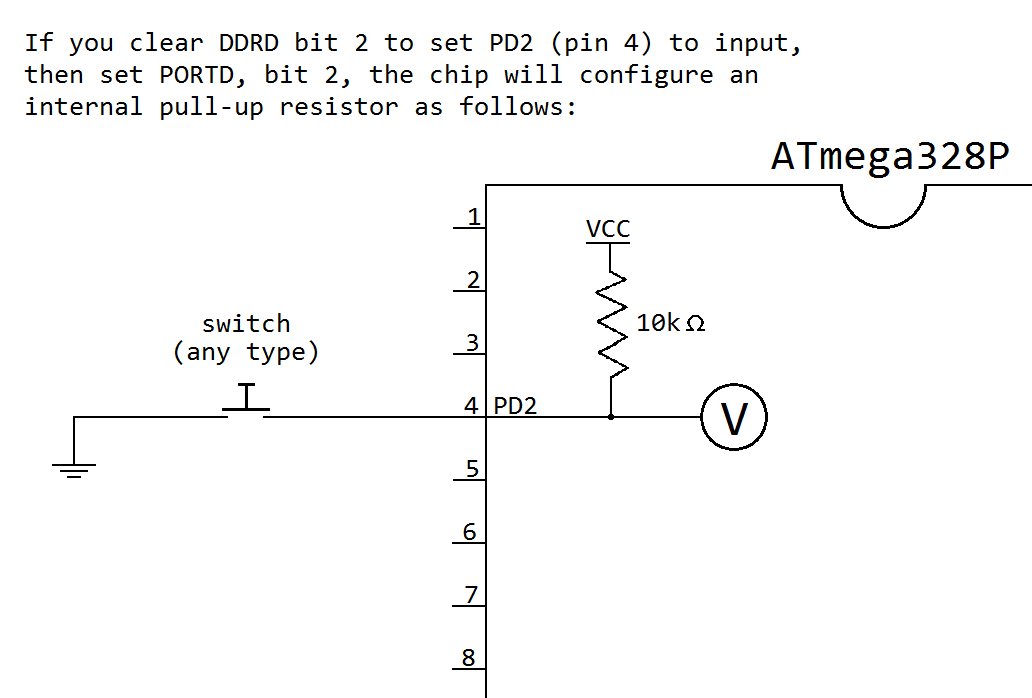 If you clear DDRD bit 2 to set PD2 (pin 4) to input,
then set PORTD, bit 2, the chip will configure an
internal pull-up resistor as follows:
ATmega328P
1
VCC
2
switch
(any type)
10kΩ
3
4
PD2
V
5
6
7
8